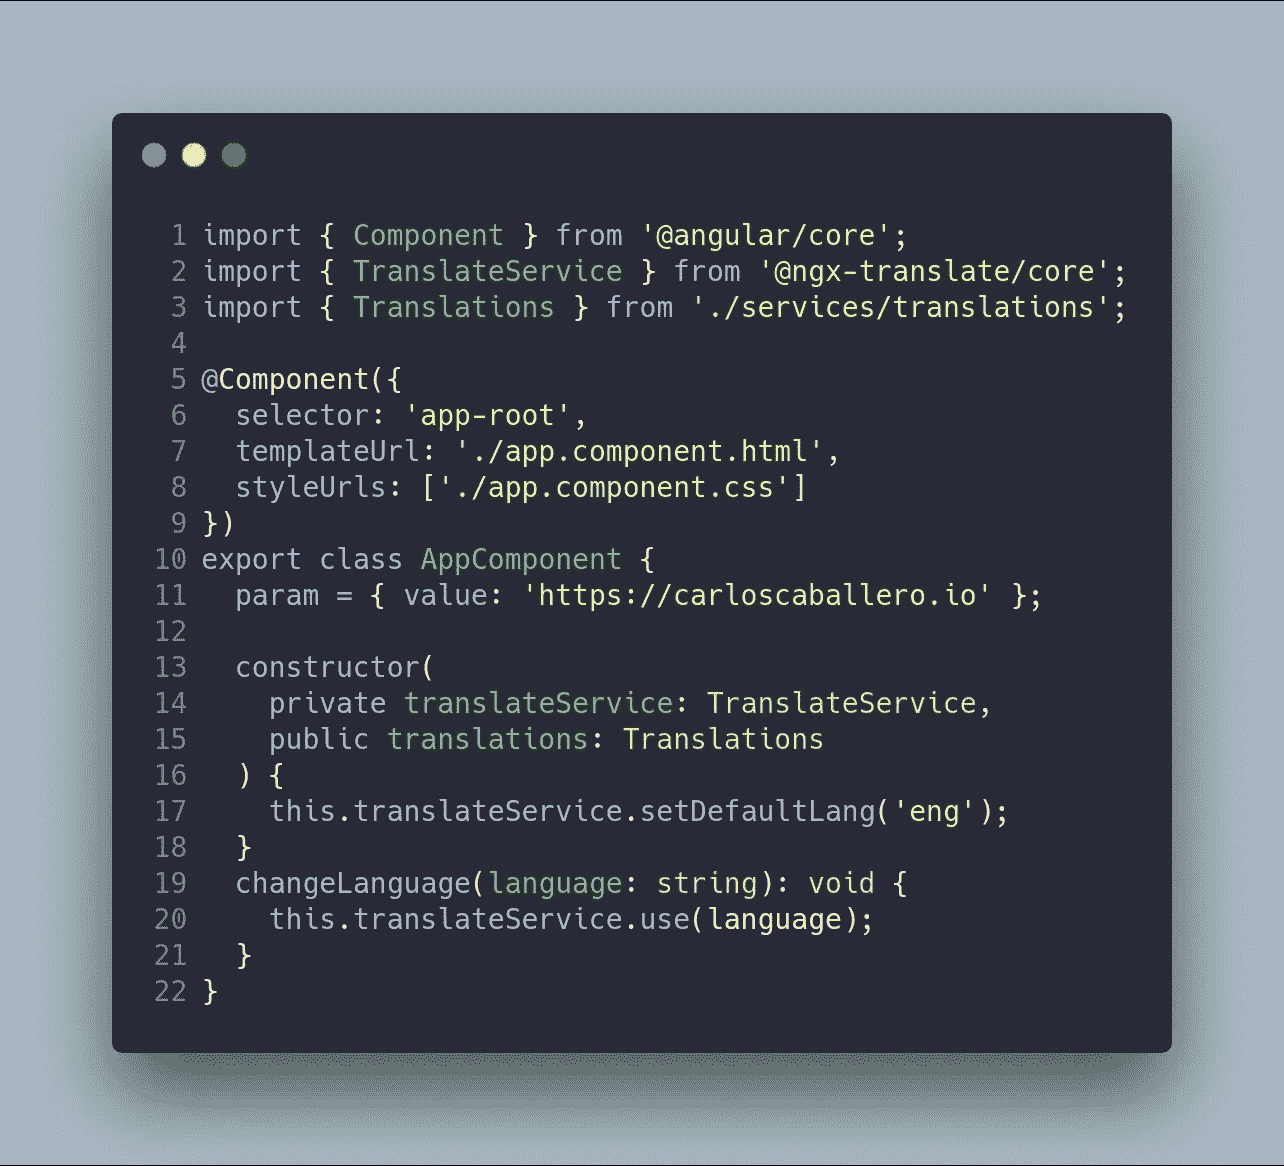 1 import { Component } from '@angular/core';
2 import { TranslateService } from '@ngx-translate/core';
3 import { Translations } from './services/translations';
4
5 @Component({
6   selector: 'app-root',
7   templateUrl: './app.component.html',
8   styleUrls: ['./app.component.css']
9 })
10 export class AppComponent {
11   param = { value: 'https://carloscaballero.io' };
12
13   constructor(
14     private translateService: TranslateService,
15     public translations: Translations
16   ) {
17     this.translateService.setDefaultLang('eng');
18   }
19   changeLanguage(language: string): void {
20     this.translateService.use(language);
21   }
22 }